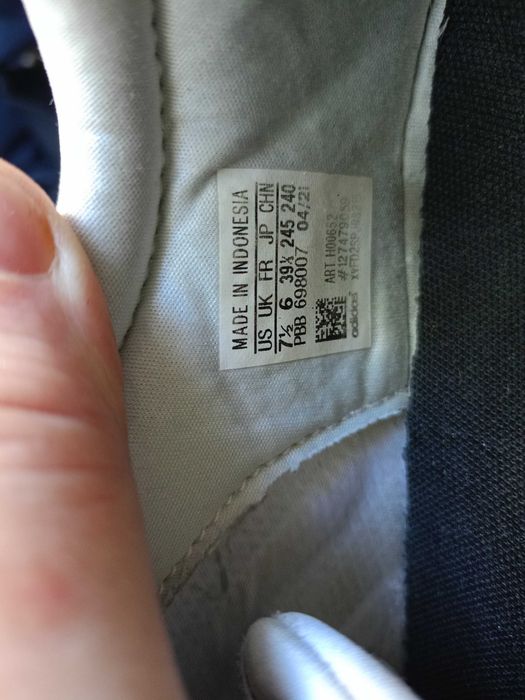 MADE IN INDONESIA
US UK FR JP CHN
7½ 6 39⅓ 245 240
PBB 698007 04/21
ART. H00652
adidas